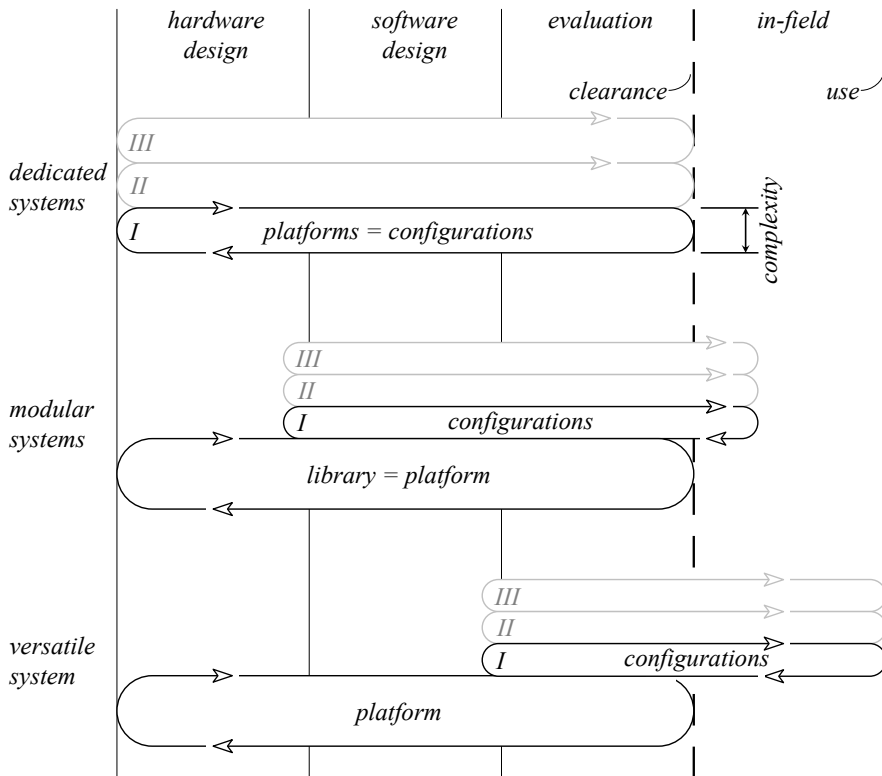 hardware
design
software
design
evaluation
in-field
clearance
use
III
dedicated
systems
II
I
platforms = configurations
complexity
III
II
modular
systems
I
configurations
library = platform
III
II
versatile
system
I
configurations
platform